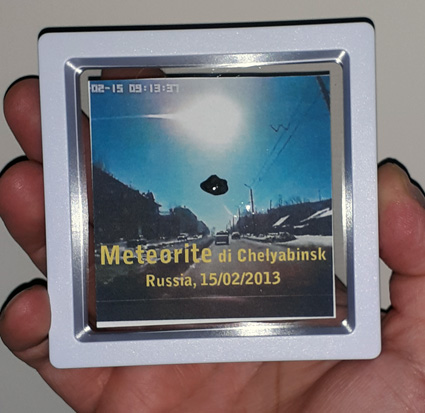 02-15 09:13:37
Meteorite di Chelyabinsk
Russia, 15/02/2013